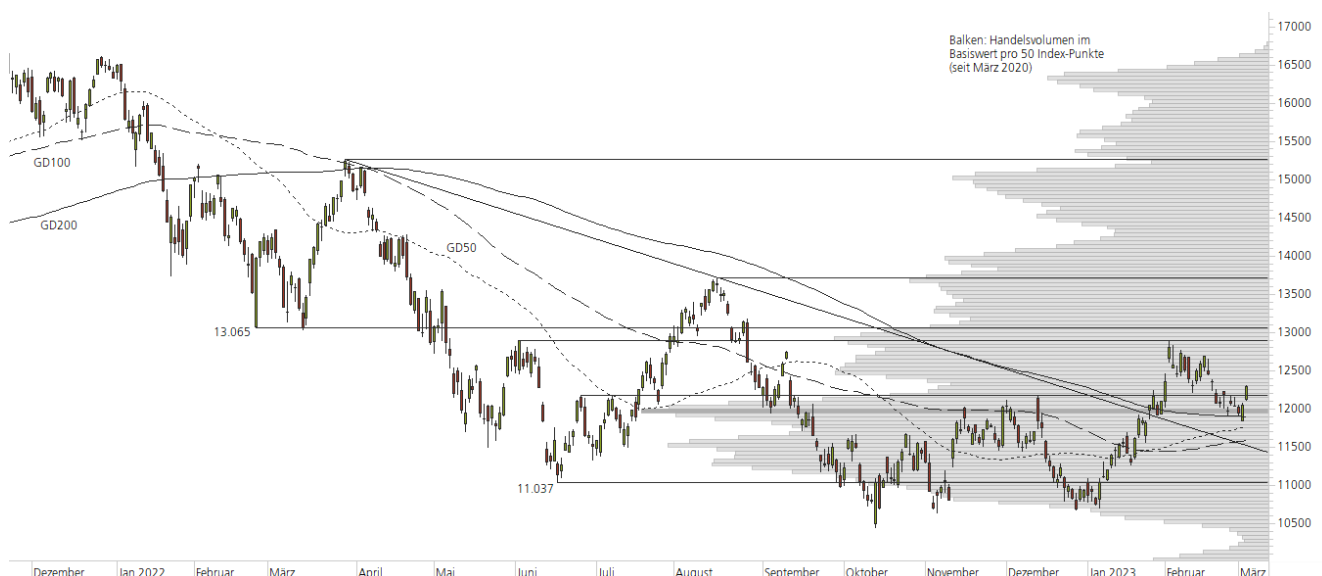 Balken: Handelsvolumen im
Basiswert pro 50 Index-Punkte
(seit März 2020)
GD100
GD200
GD50
13.065
11.037
17000
16500
16000
15500
15000
14500
14000
13500
13000
12500
12000
11500
11000
10500
Dezember
Jan 2022
Februar
März
April
Mai
Juni
Juli
August
September
Oktober
November
Dezember
Jan 2023
Februar
März